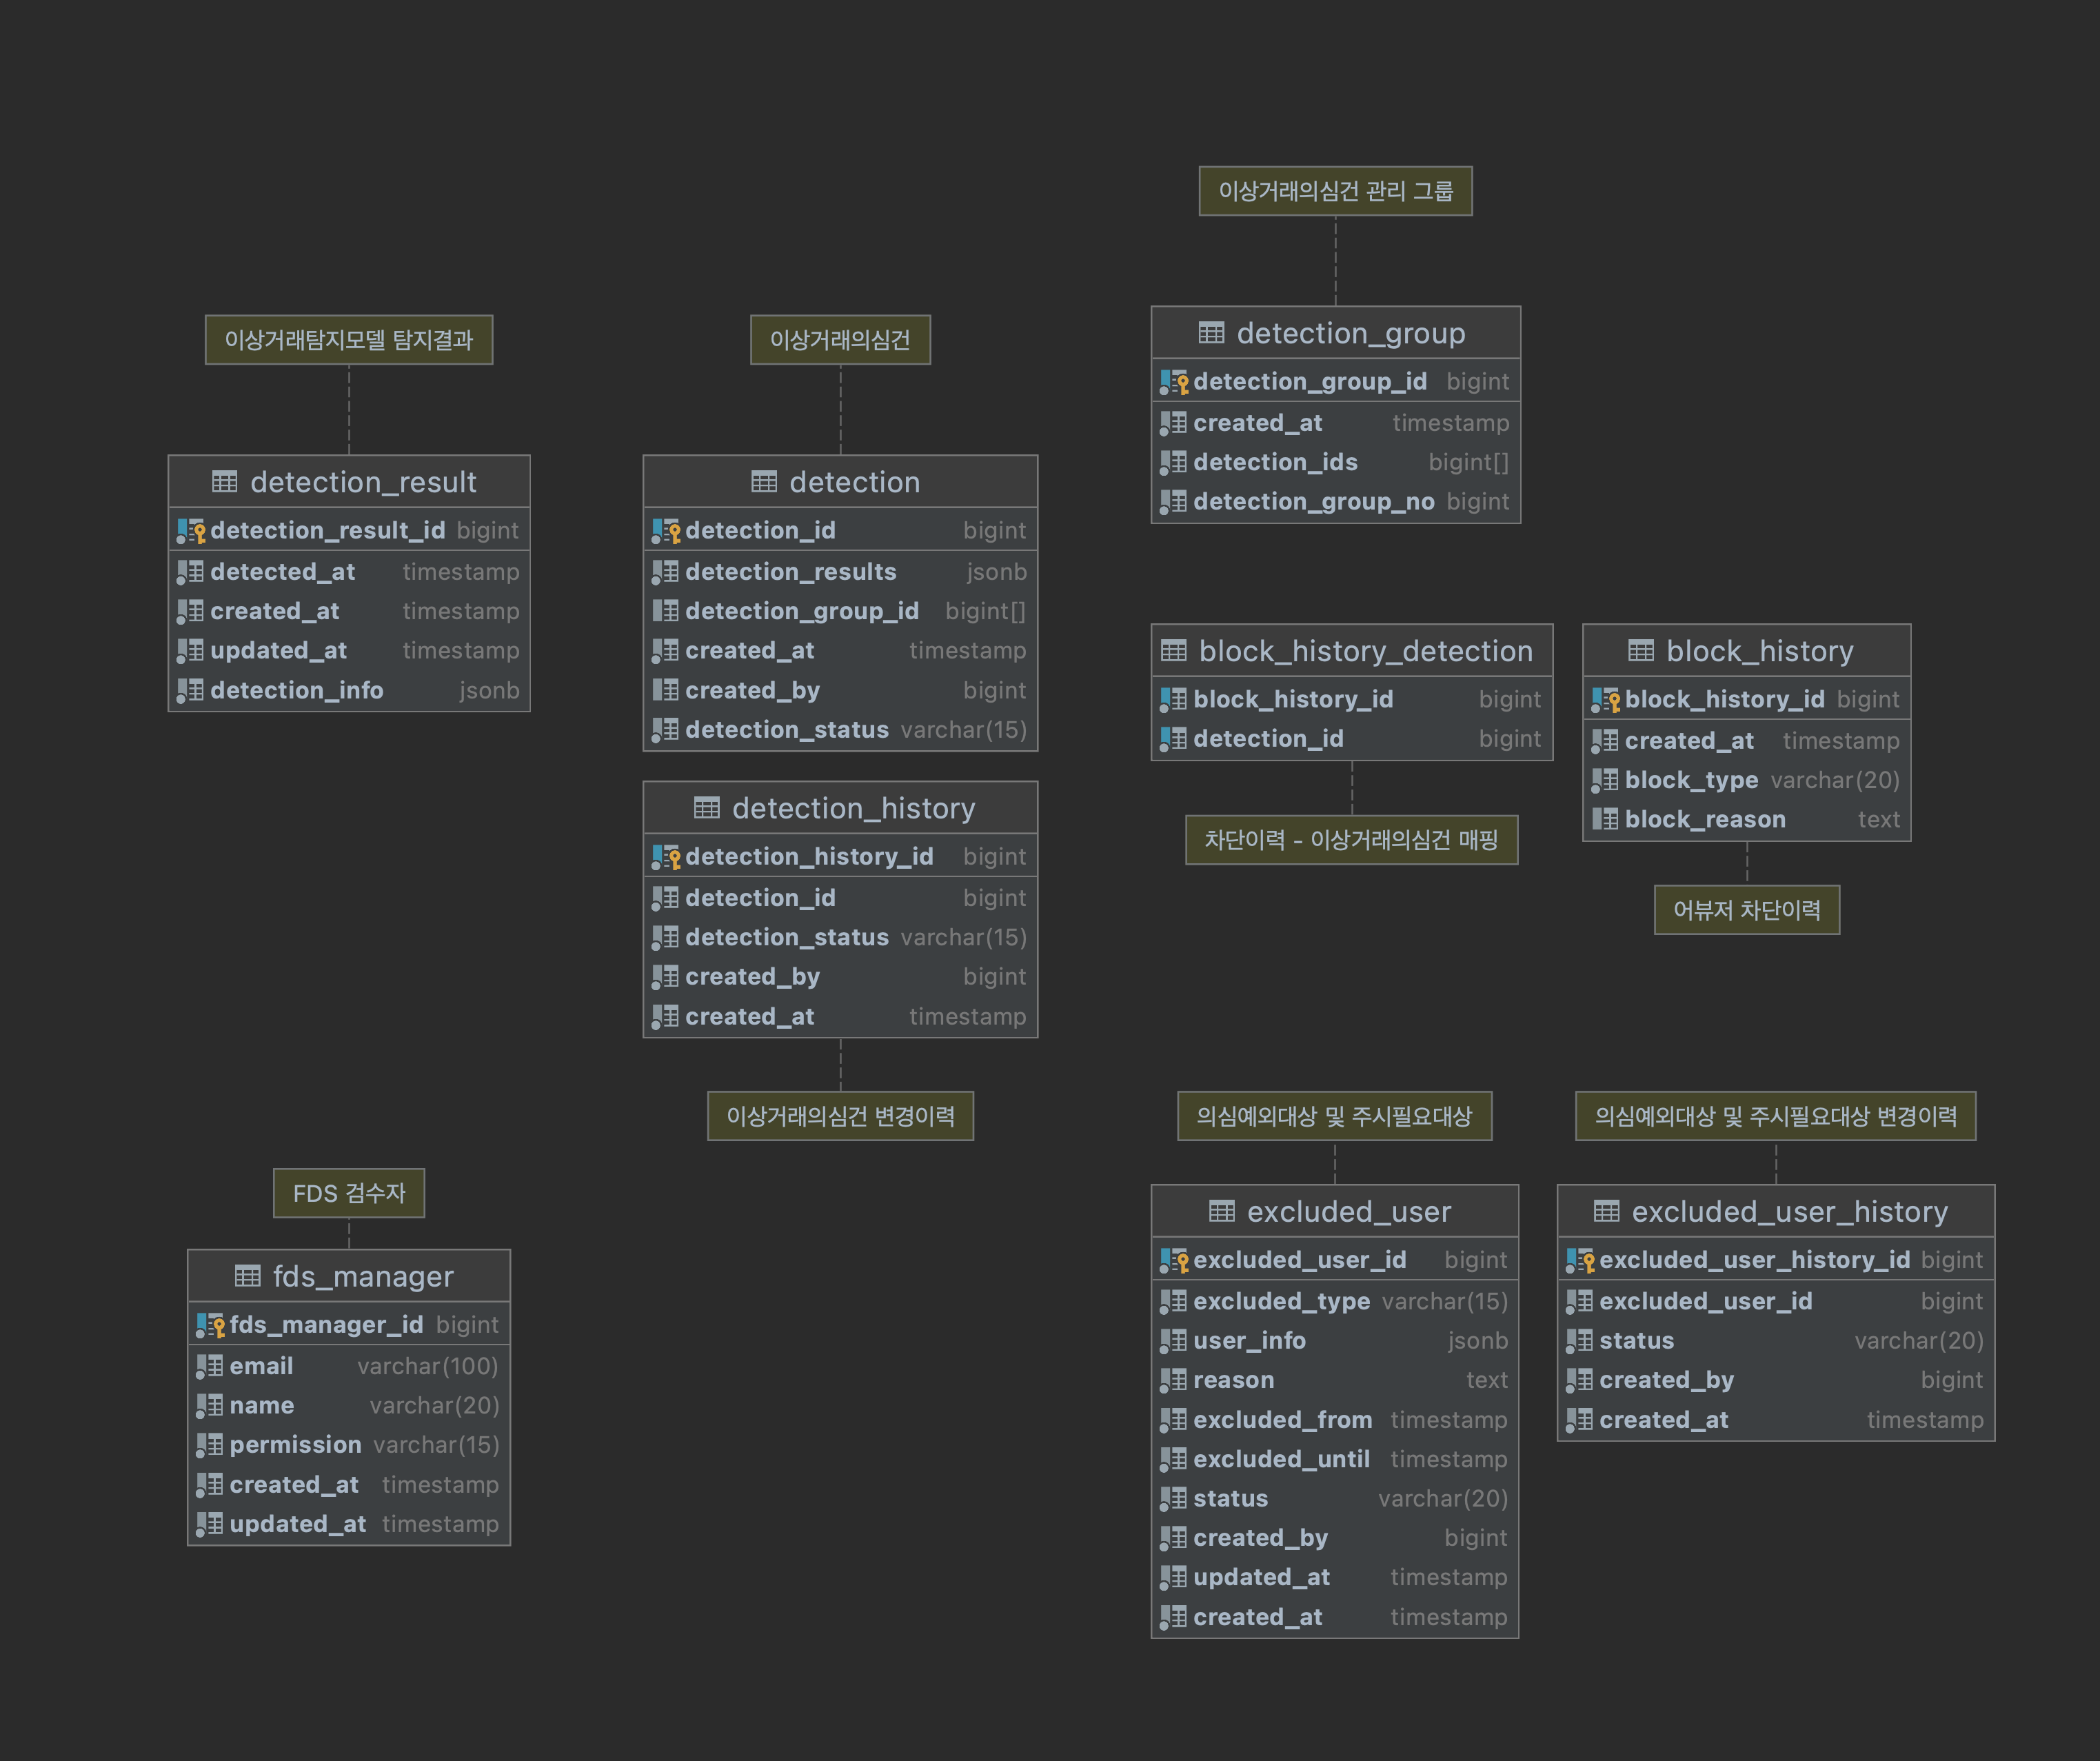 이상거래의심건 관리 그룹
detection_group
detection_group_id bigint
created_at timestamp
detection_ids bigint[]
detection_group_no bigint
이상거래탐지모델 탐지결과
detection_result
detection_result_id bigint
detected_at timestamp
created_at timestamp
updated_at timestamp
detection_info jsonb
이상거래의심건
detection
detection_id bigint
detection_results jsonb
detection_group_id bigint[]
created_at timestamp
created_by bigint
detection_status varchar(15)
block_history_detection
block_history_id bigint
detection_id bigint
차단이력 - 이상거래의심건 매핑
block_history
block_history_id bigint
created_at timestamp
block_type varchar(20)
block_reason text
어뷰저 차단이력
detection_history
detection_history_id bigint
detection_id bigint
detection_status varchar(15)
created_by bigint
created_at timestamp
이상거래의심건 변경이력
FDS 검수자
fds_manager
fds_manager_id bigint
email varchar(100)
name varchar(20)
permission varchar(15)
created_at timestamp
updated_at timestamp
의심예외대상 및 주시필요대상
excluded_user
excluded_user_id bigint
excluded_type varchar(15)
user_info jsonb
reason text
excluded_from timestamp
excluded_until timestamp
status varchar(20)
created_by bigint
updated_at timestamp
created_at timestamp
의심예외대상 및 주시필요대상 변경이력
excluded_user_history
excluded_user_history_id bigint
excluded_user_id bigint
status varchar(20)
created_by bigint
created_at timestamp